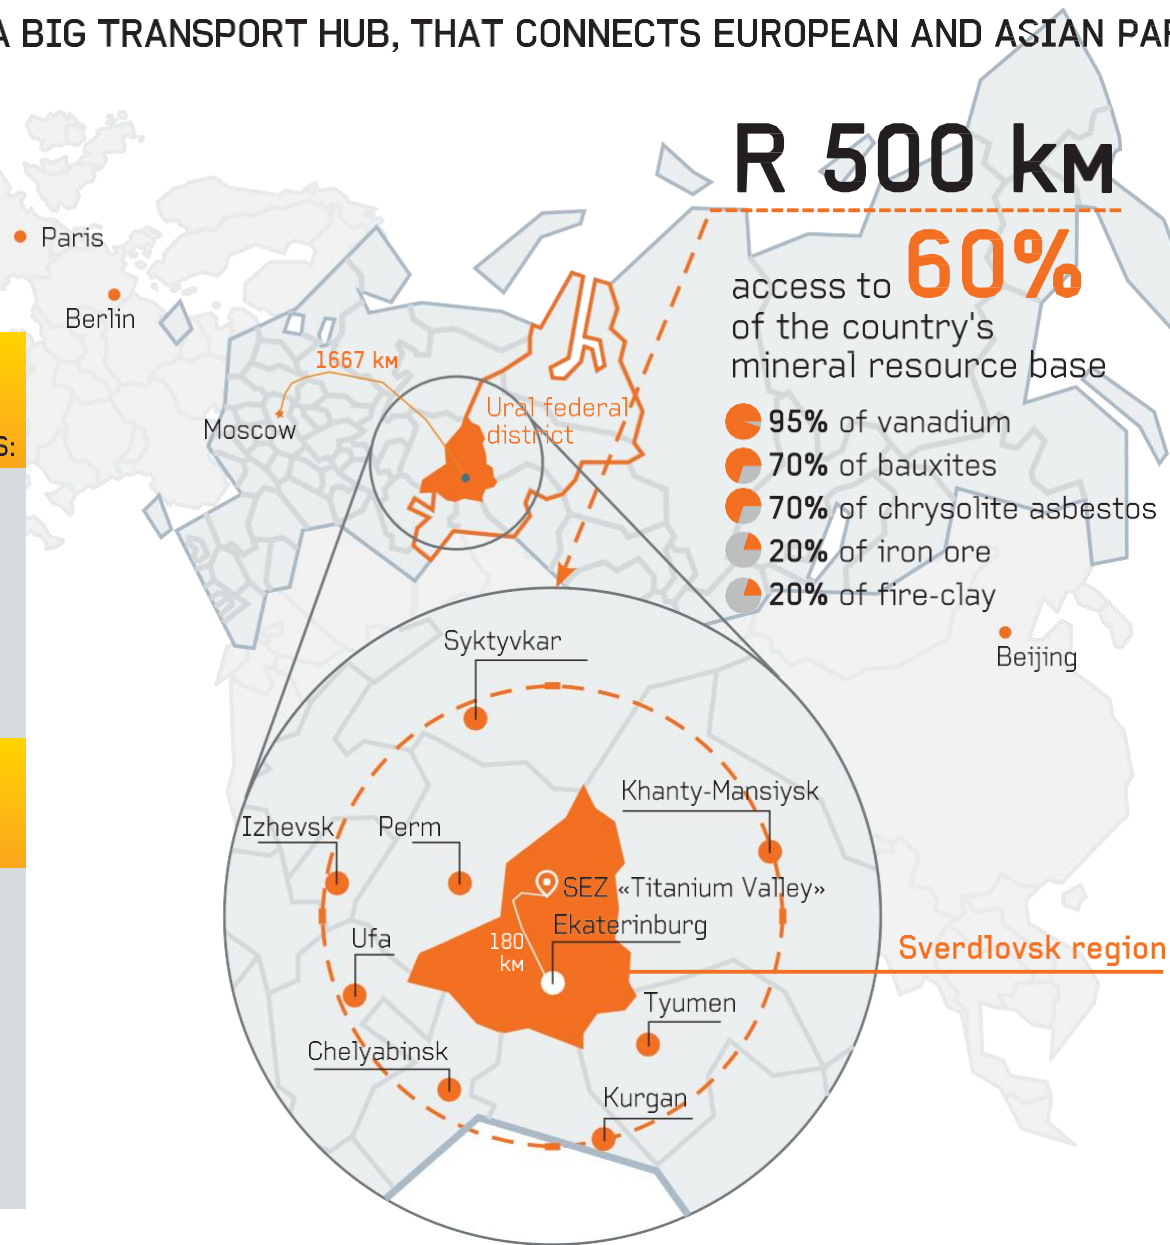 A BIG TRANSPORT HUB, THAT CONNECTS EUROPEAN AND ASIAN PAR
R 500 км
access to 60%
of the country's
mineral resource base
95% of vanadium
70% of bauxites
70% of chrysolite asbestos
20% of iron ore
20% of fire-clay
Paris
Berlin
1667 км
Moscow
Ural federal
district
S:
Beijing
Syktyvkar
Khanty-Mansiysk
Izhevsk
Perm
SEZ «Titanium Valley»
Ekaterinburg
180
км
Ufa
Sverdlovsk region
Tyumen
Chelyabinsk
Kurgan